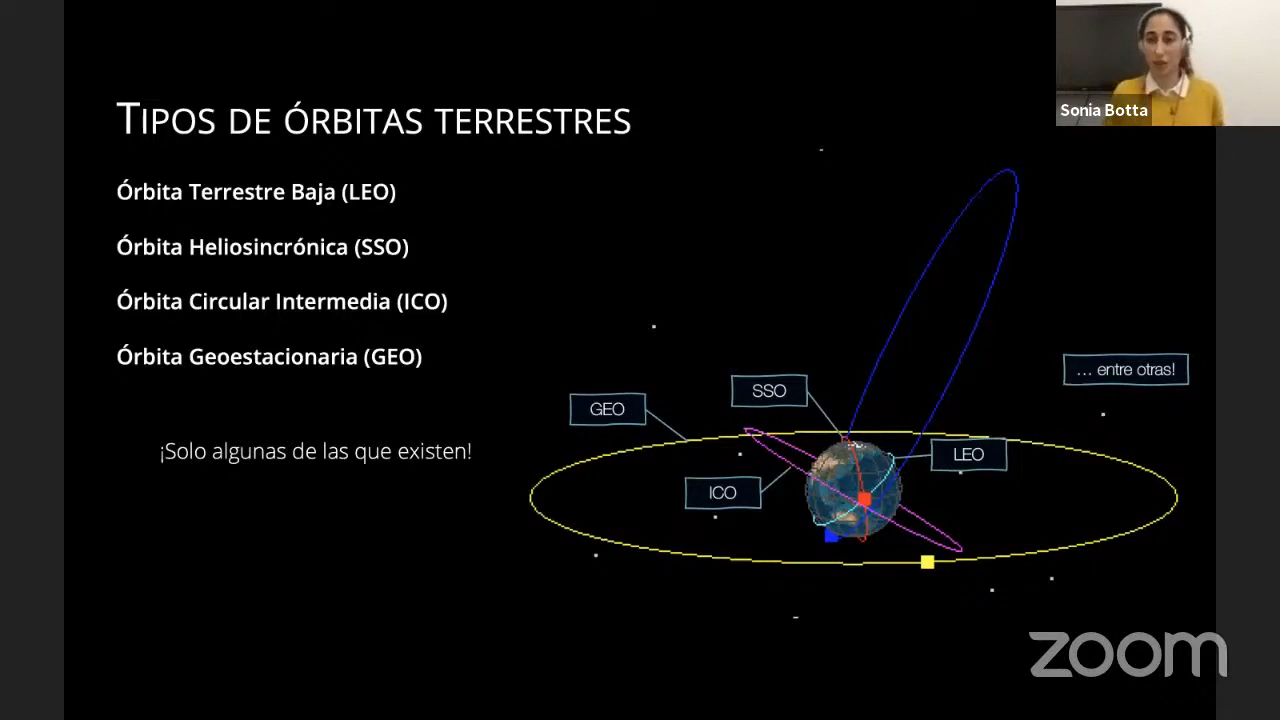 Sonia Botta
TIPOS DE ÓRBITAS TERRESTRES
Órbita Terrestre Baja (LEO)
Órbita Heliosincrónica (SSO)
Órbita Circular Intermedia (ICO)
Órbita Geoestacionaria (GEO)
¡Solo algunas de las que existen!
... entre otras!
SSO
GEO
LEO
ICO
zoom